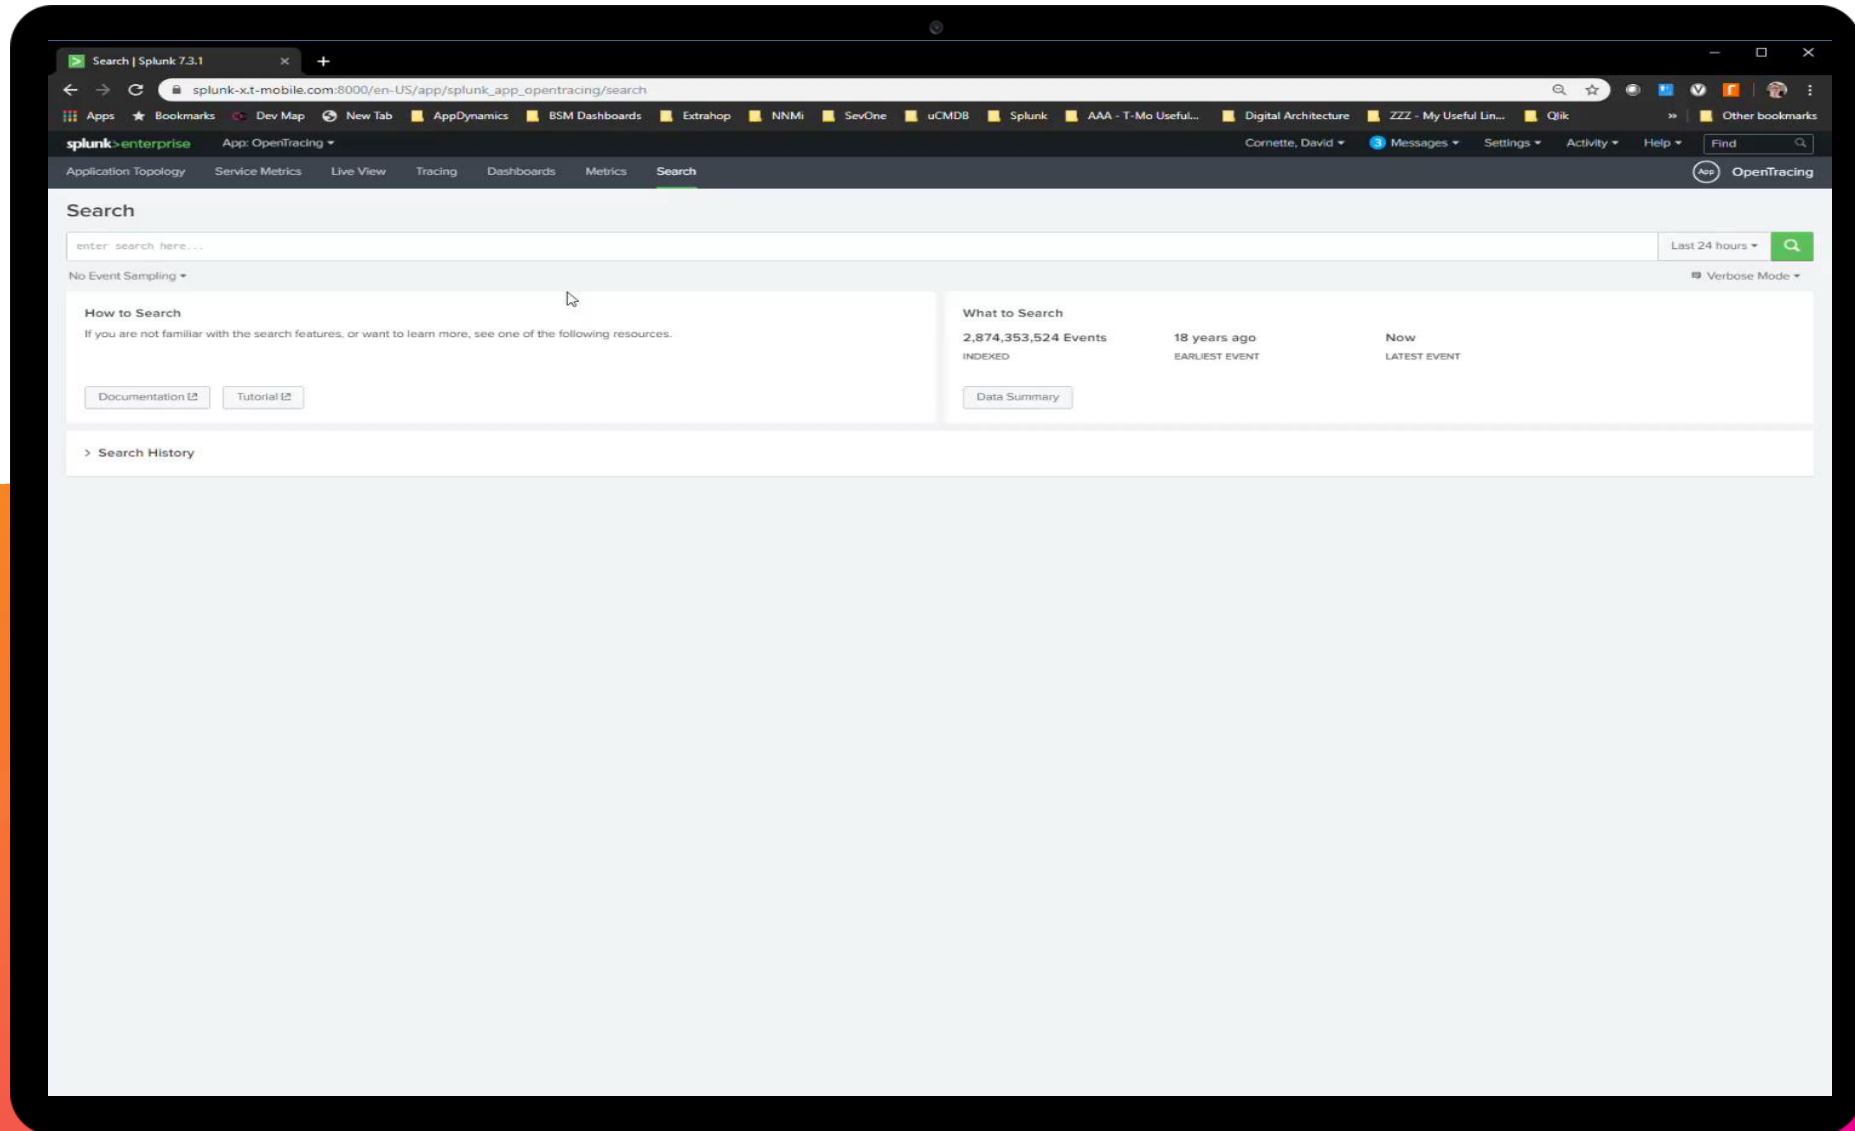 Search | Splunk 7.3.1
splunk-x.t-mobile.com:8000/en-US/app/splunk_app_opentracing/search
Apps Bookmarks Dev Map New Tab AppDynamics BSM Dashboards Extrahop NNMi SevOne uCMDB Splunk AAA - T-Mo Useful... Digital Architecture ZZZ - My Useful Lin... Qlik » Other bookmarks
splunk>enterprise App: OpenTracing Cornette, David 3 Messages Settings Activity Help Find
Application Topology Service Metrics Live View Tracing Dashboards Metrics Search App OpenTracing
Search
enter search here... Last 24 hours
No Event Sampling Verbose Mode
How to Search
If you are not familiar with the search features, or want to learn more, see one of the following resources.
Documentation Tutorial
What to Search
2,874,353,524 Events 18 years ago Now
INDEXED EARLIEST EVENT LATEST EVENT
Data Summary
> Search History